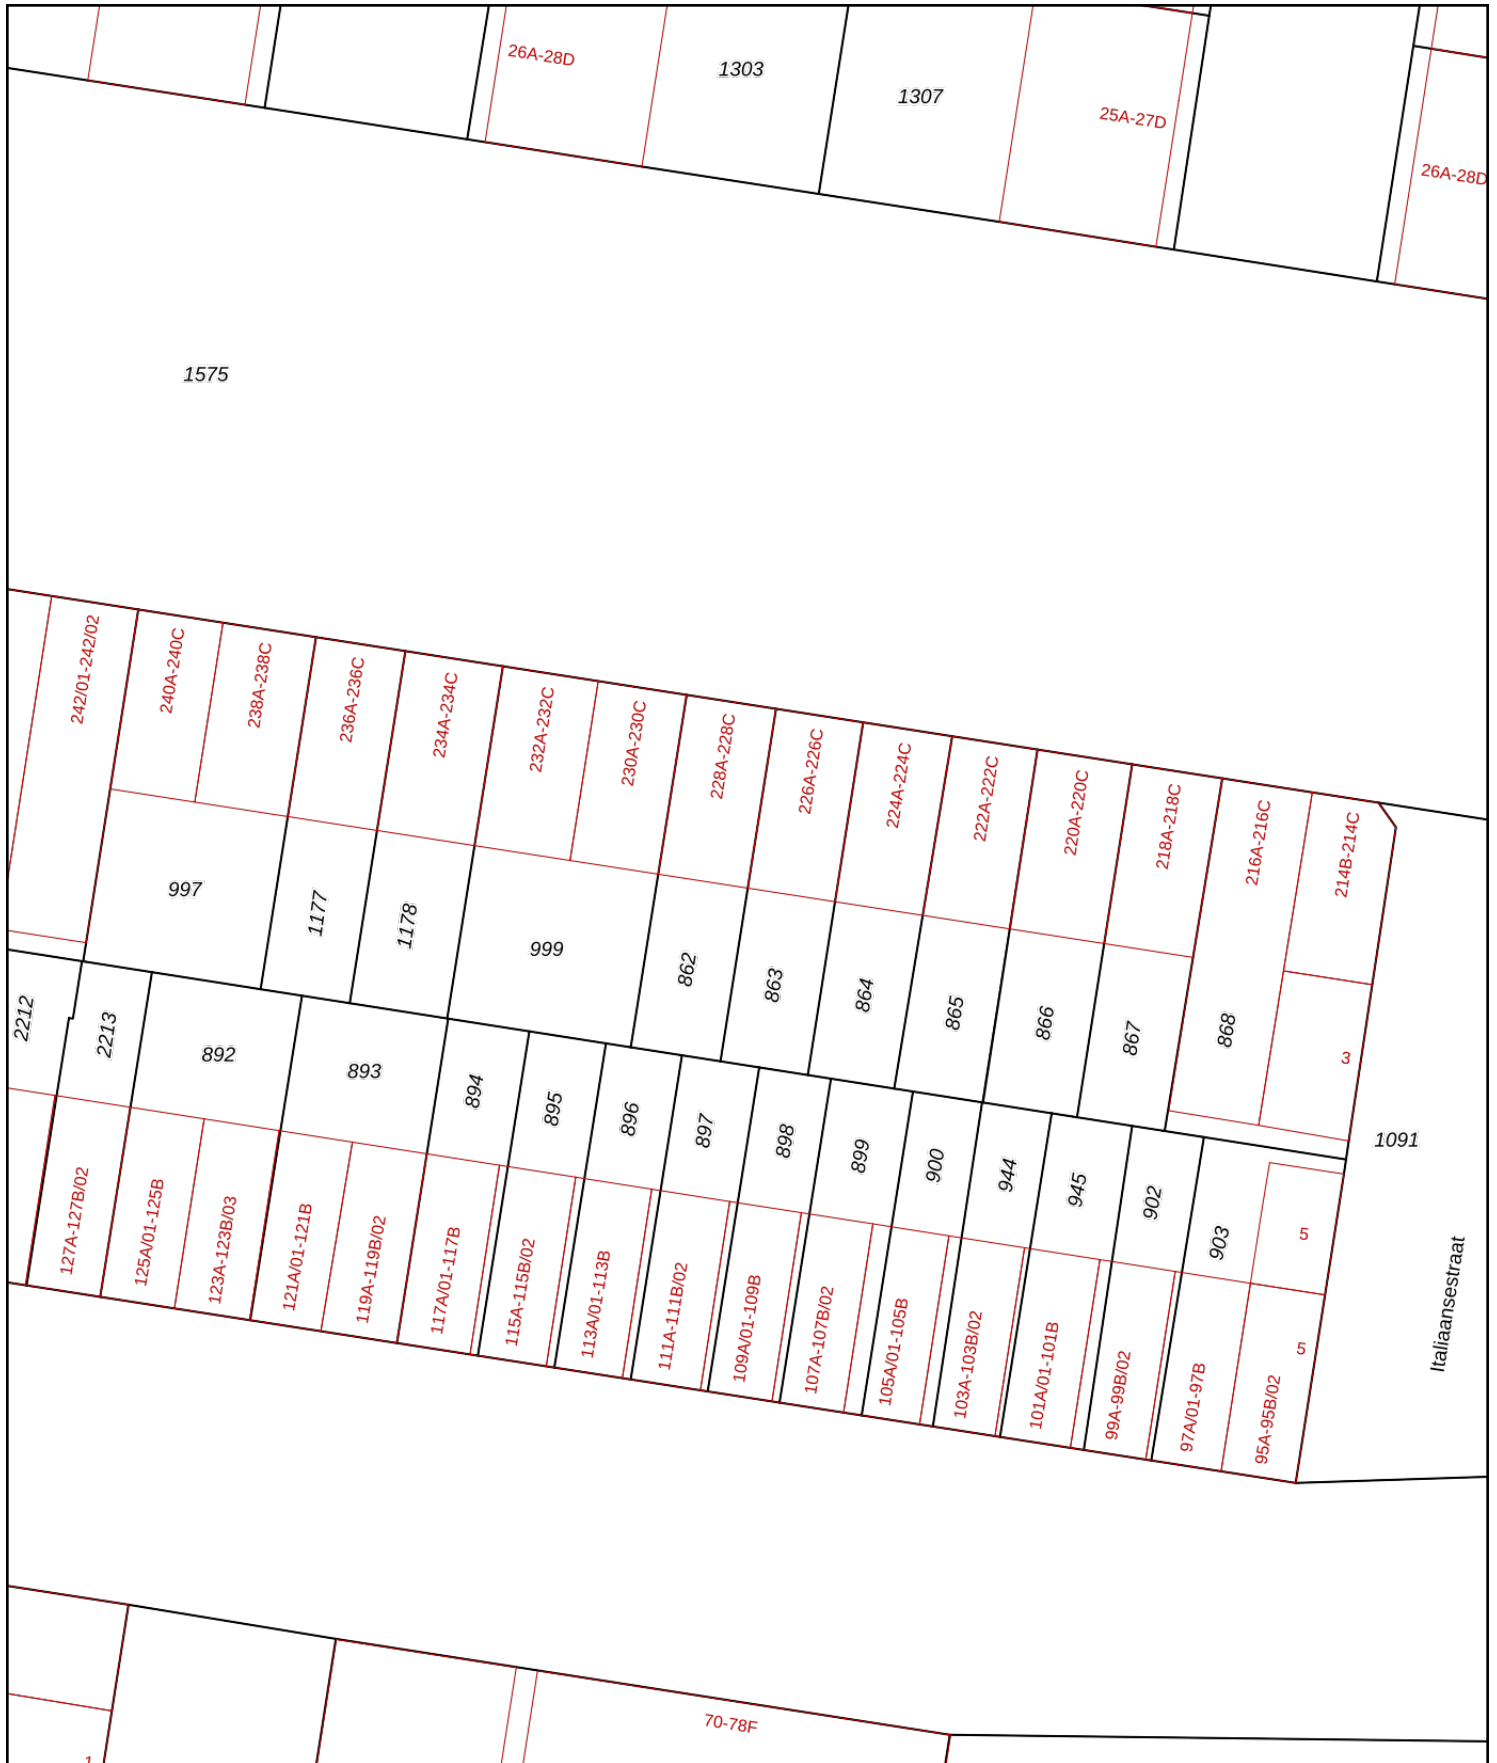 26A-28D
1303
1307
25A-27D
26A-28D
1575
242/01-242/02
240A-240C
238A-238C
236A-236C
234A-234C
232A-232C
230A-230C
228A-228C
226A-226C
224A-224C
222A-222C
220A-220C
218A-218C
216A-216C
214B-214C
997
1177
1178
999
862
863
864
865
866
867
868
3
1091
2212
2213
892
893
894
895
896
897
898
899
900
944
945
902
903
5
Italiaansestraat
127A-127B/02
125A/01-125B
123A-123B/03
121A/01-121B
119A-119B/02
117A/01-117B
115A-115B/02
113A/01-113B
111A-111B/02
109A/01-109B
107A-107B/02
105A/01-105B
103A-103B/02
101A/01-101B
99A-99B/02
97A/01-97B
95A-95B/02
5
70-78F
1